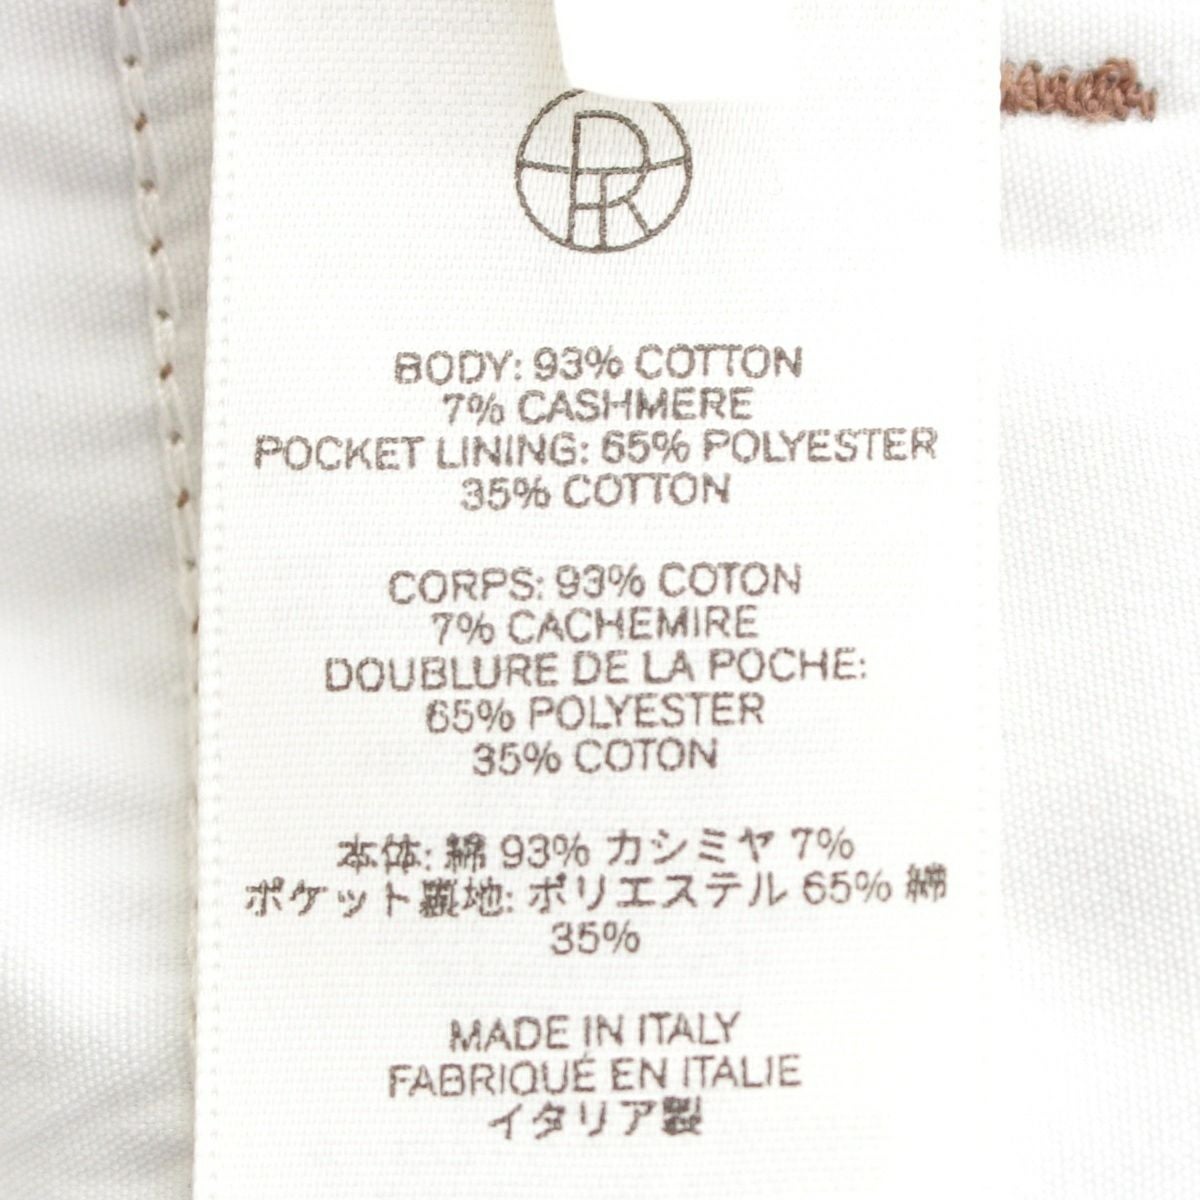 BODY: 93% COTTON
7% CASHMERE
POCKET LINING: 65% POLYESTER
35% COTTON
CORPS: 93% COTON
7% CACHEMIRE
DOUBLURE DE LA POCHE:
65% POLYESTER
35% COTON
本体: 綿 93% カシミヤ 7%
ポケット裏地: ポリエステル 65% 綿
35%
MADE IN ITALY
FABRIQUÉ EN ITALIE
イタリア製